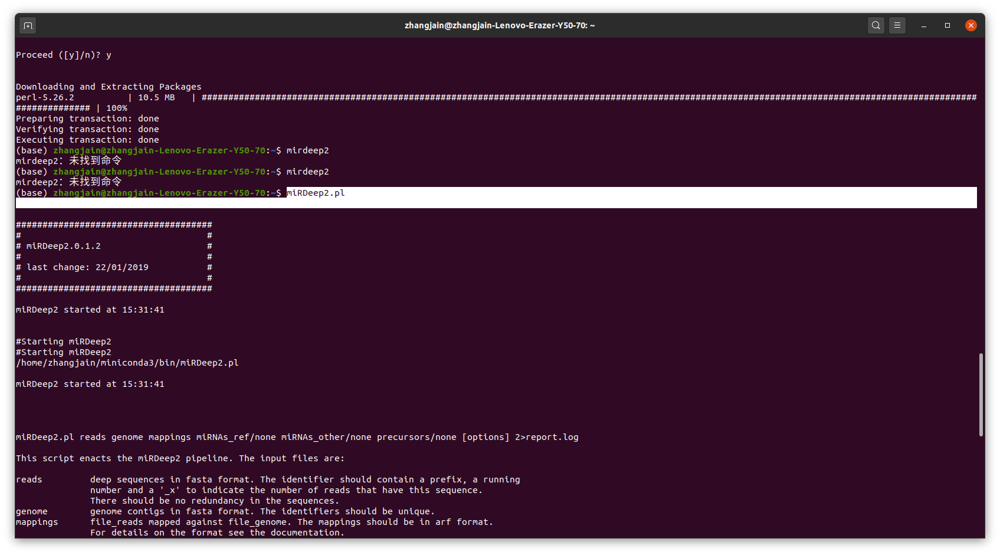 zhangjain@zhangjain-Lenovo-Erazer-Y50-70: ~
Proceed ([y]/n)? y
Downloading and Extracting Packages
perl-5.26.2          | 10.5 MB   | ##################################################################################################################################################
############## | 100%
Preparing transaction: done
Verifying transaction: done
Executing transaction: done
(base) zhangjain@zhangjain-Lenovo-Erazer-Y50-70:~$ mirdeep2
mirdeep2：未找到命令
(base) zhangjain@zhangjain-Lenovo-Erazer-Y50-70:~$ mirdeep2
mirdeep2：未找到命令
(base) zhangjain@zhangjain-Lenovo-Erazer-Y50-70:~$ miRDeep2.pl
#####################################
#                                   #
# miRDeep2.0.1.2                    #
#                                   #
# last change: 22/01/2019           #
#                                   #
#####################################
miRDeep2 started at 15:31:41
#Starting miRDeep2
#Starting miRDeep2
/home/zhangjain/miniconda3/bin/miRDeep2.pl
miRDeep2 started at 15:31:41
miRDeep2.pl reads genome mappings miRNAs_ref/none miRNAs_other/none precursors/none [options] 2>report.log
This script enacts the miRDeep2 pipeline. The input files are:
reads         deep sequences in fasta format. The identifier should contain a prefix, a running
              number and a '_x' to indicate the number of reads that have this sequence.
              There should be no redundancy in the sequences.
genome        genome contigs in fasta format. The identifiers should be unique.
mappings      file_reads mapped against file_genome. The mappings should be in arf format.
              For details on the format see the documentation.